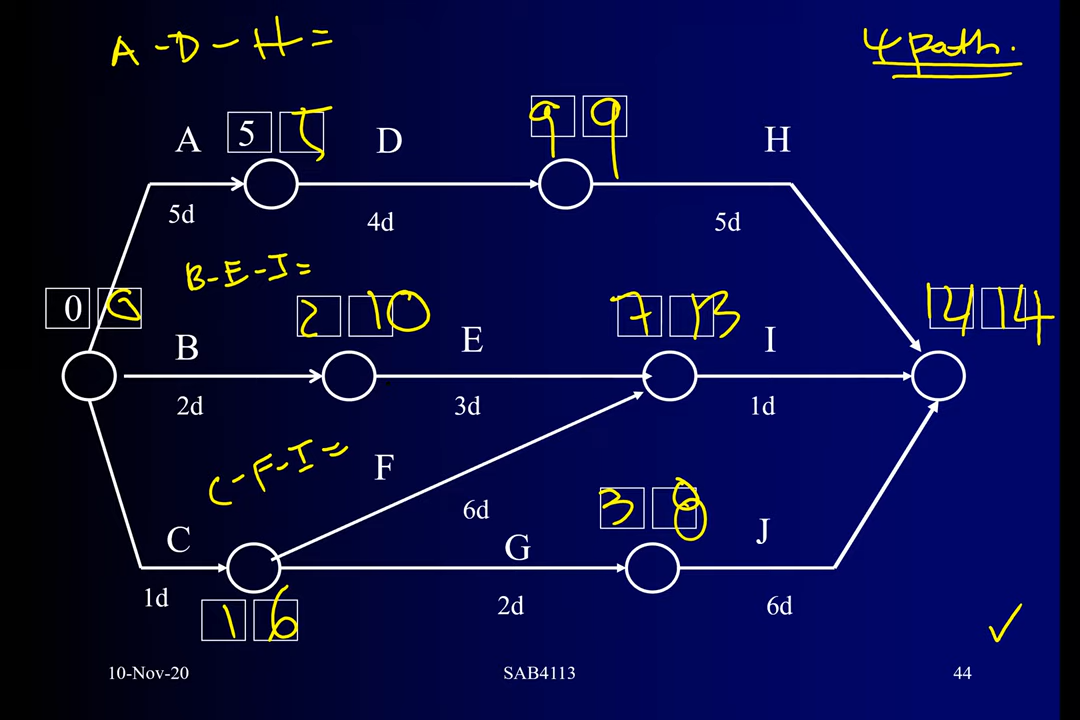 A-D-H=
4 path.
A 5 5 D 9 9 H
5d 4d 5d
B-E-I=
0 0 2 10 7 13 14 14
B E I
2d 3d 1d
C-F-I=
F
6d 3 8
C G J
1d 2d 6d
1 6
10-Nov-20 SAB4113 44